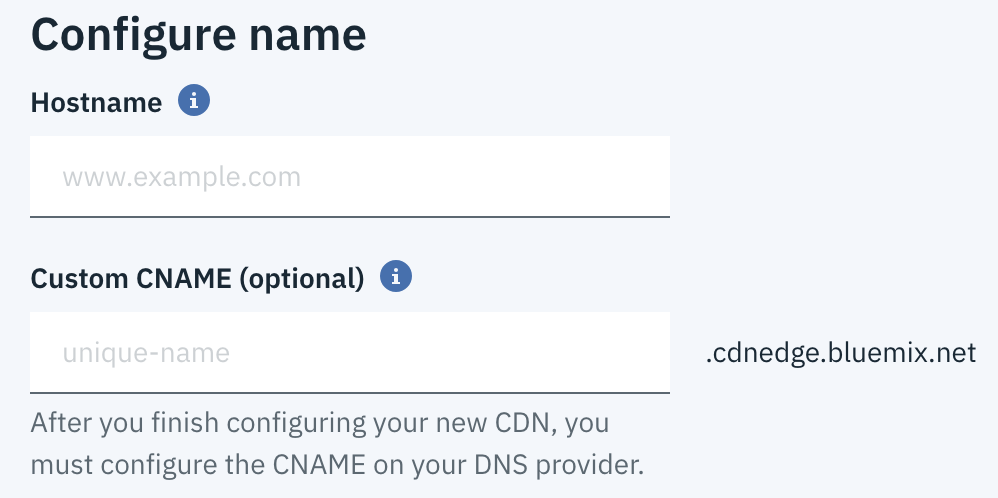 Configure name
Hostname
www.example.com
Custom CNAME (optional)
unique-name
.cdnedge.bluemix.net
After you finish configuring your new CDN, you
must configure the CNAME on your DNS provider.